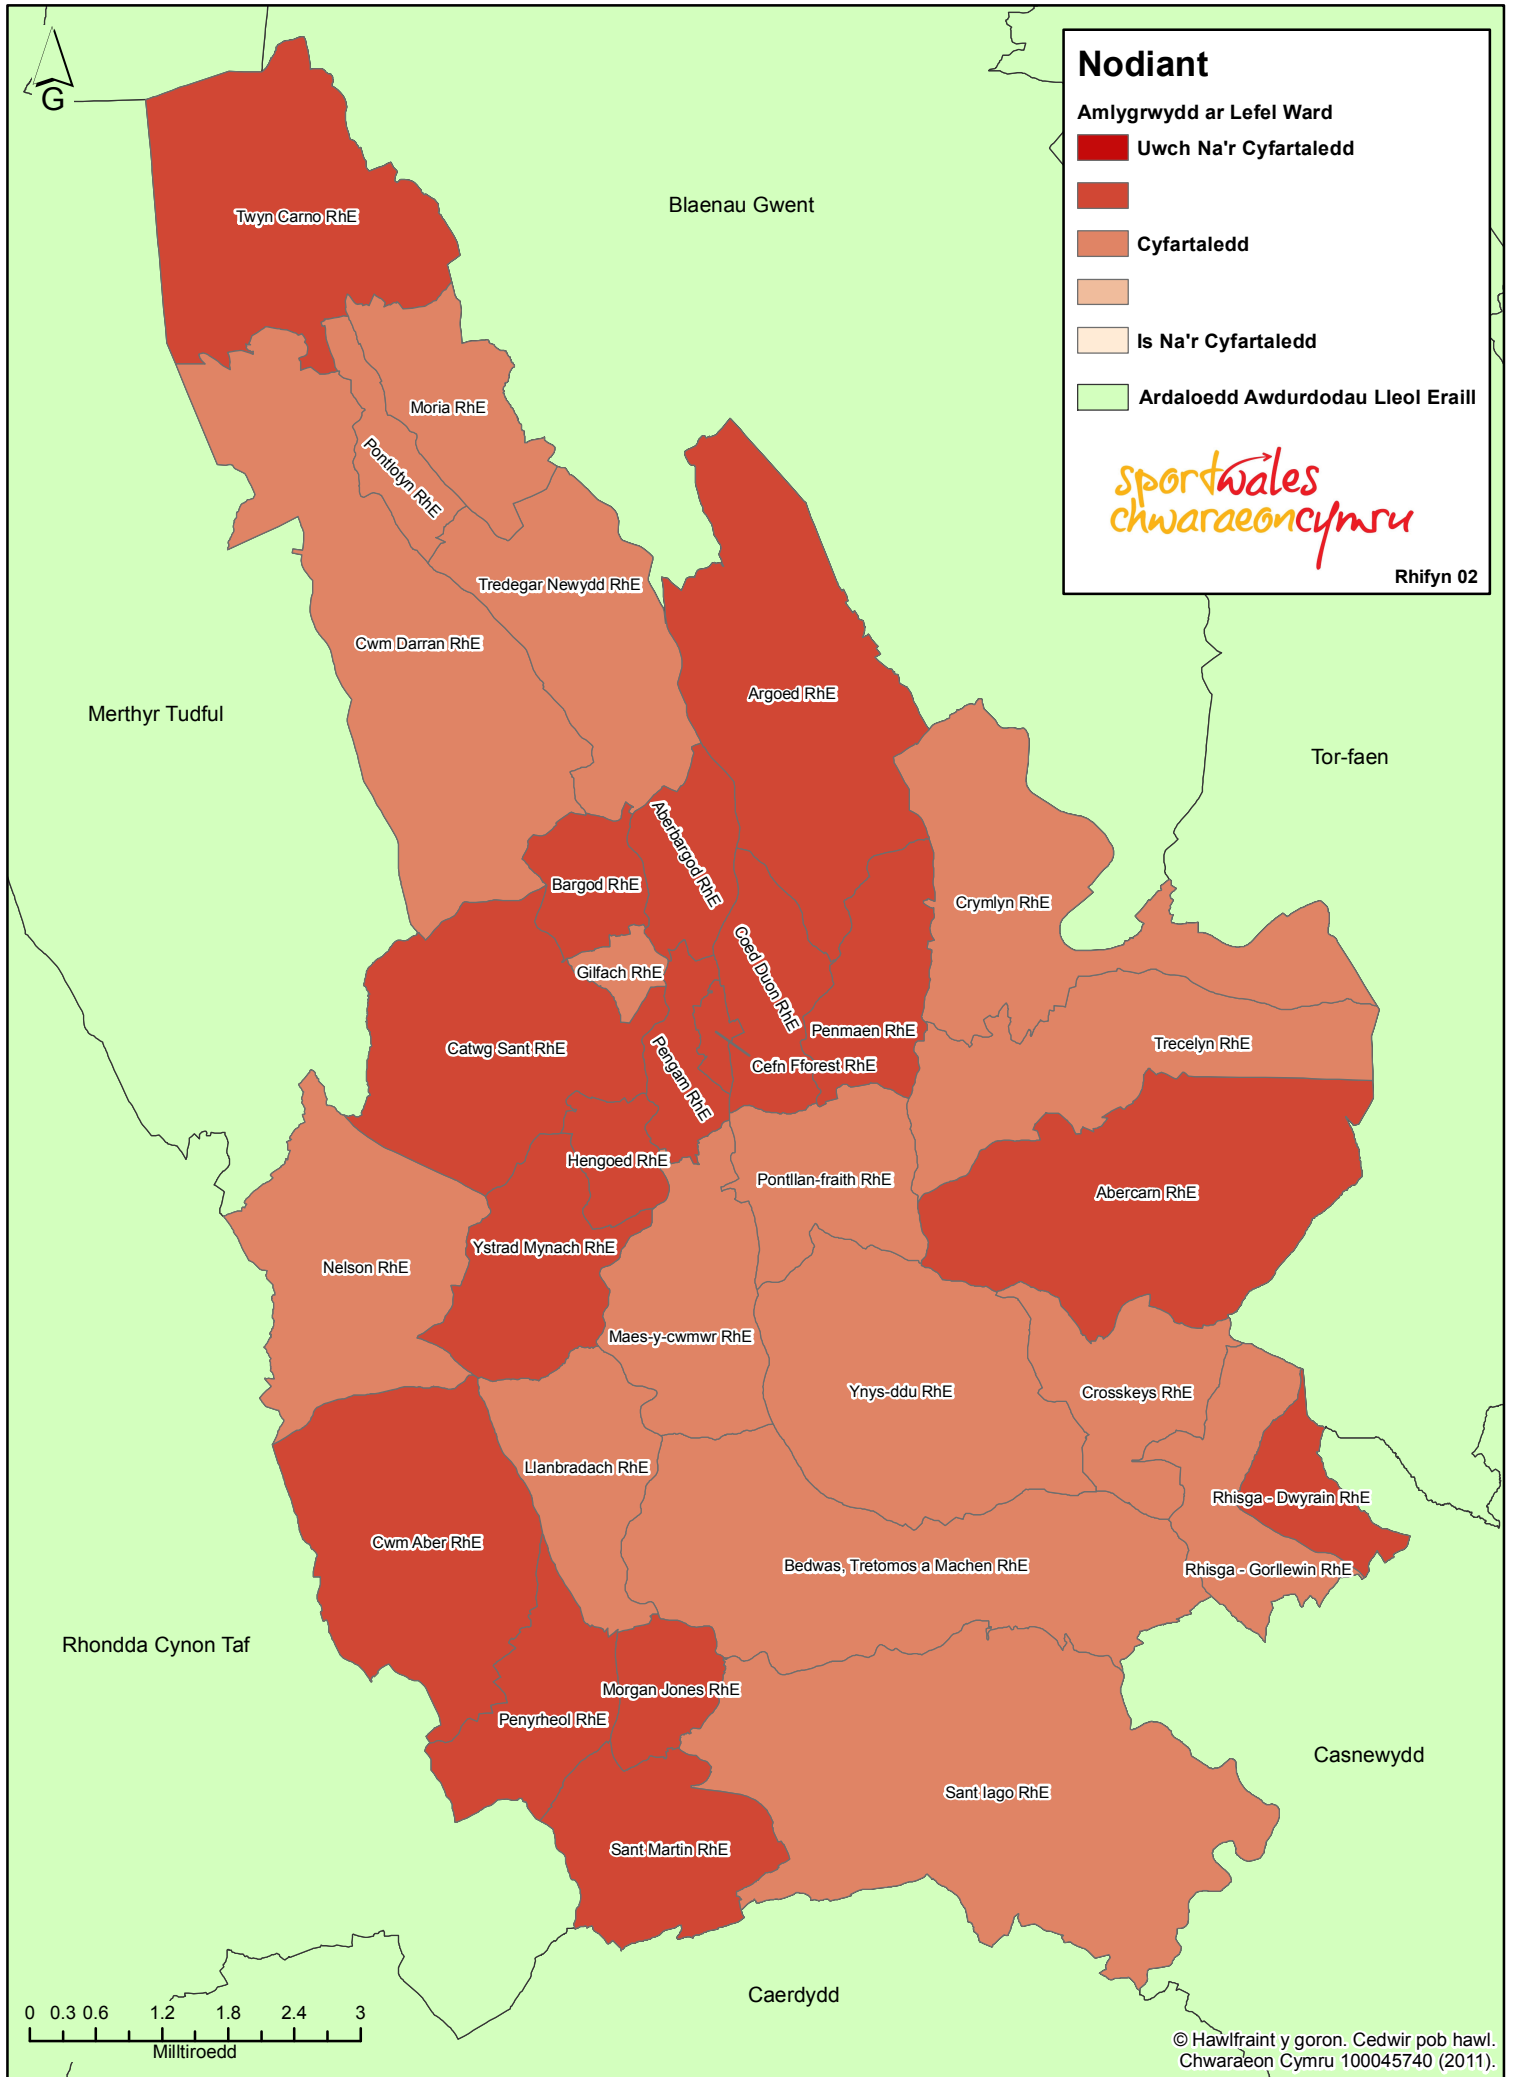 G
Nodiant
Amlygrwydd ar Lefel Ward
Uwch Na'r Cyfartaledd
Cyfartaledd
Is Na'r Cyfartaledd
Ardaloedd Awdurdodau Lleol Eraill
sportwales
chwaraeoncymru
Rhifyn 02
Blaenau Gwent
Twyn Carno RhE
Moria RhE
Pontlotyn RhE
Tredegar Newydd RhE
Cwm Darran RhE
Argoed RhE
Merthyr Tudful
Tor-faen
Aberbargod RhE
Bargod RhE
Crymlyn RhE
Coed Duon RhE
Gilfach RhE
Penmaen RhE
Catwg Sant RhE
Trecelyn RhE
Pengam RhE
Cefn Fforest RhE
Hengoed RhE
Pontllan-fraith RhE
Abercarn RhE
Ystrad Mynach RhE
Nelson RhE
Maes-y-cwmwr RhE
Ynys-ddu RhE
Crosskeys RhE
Llanbradach RhE
Rhisga - Dwyrain RhE
Cwm Aber RhE
Bedwas, Tretomos a Machen RhE
Rhisga - Gorllewin RhE
Rhondda Cynon Taf
Morgan Jones RhE
Penyrheol RhE
Casnewydd
Sant Iago RhE
Sant Martin RhE
Caerdydd
0 0.3 0.6 1.2 1.8 2.4 3
Milltiroedd
© Hawlfraint y goron. Cedwir pob hawl.
Chwaraeon Cymru 100045740 (2011).